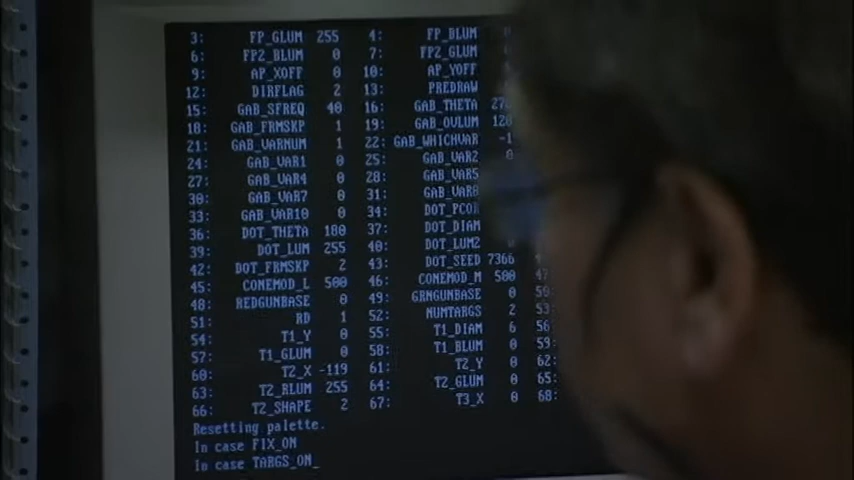 3: FP_GLUM 255 4: FP_BLUM
6: FP2_BLUM 0 7: FP2_GLUM
9: AP_XOFF 0 10: AP_YOFF
12: DIRFLAG 2 13: PREDRAW
15: GAB_SFREQ 40 16: GAB_THETA
18: GAB_FRMSKP 1 19: GAB_OVLUM
21: GAB_VARNUM 1 22: GAB_WHICHVAR -1
24: GAB_VAR1 0 25: GAB_VAR2 0
27: GAB_VAR4 0 28: GAB_VAR5
30: GAB_VAR7 0 31: GAB_VAR8
33: GAB_VAR10 0 34: DOT_PCOR
36: DOT_THETA 180 37: DOT_DIAM
39: DOT_LUM 255 40: DOT_LUM2
42: DOT_FRMSKP 2 43: DOT_SEED 7366
45: CONEMOD_L 500 46: CONEMOD_M 500
48: REDGUNBASE 0 49: GRNGUNBASE 0 50:
51: RD 1 52: NUMTARGS 2 53:
54: T1_Y 0 55: T1_DIAM 6 56:
57: T1_GLUM 0 58: T1_BLUM 0 59:
60: T2_X -119 61: T2_Y 0 62:
63: T2_RLUM 255 64: T2_GLUM 0 65:
66: T2_SHAPE 2 67: T3_X 0 68:
Resetting palette.
In case FIX_ON
In case TARGS_ON_